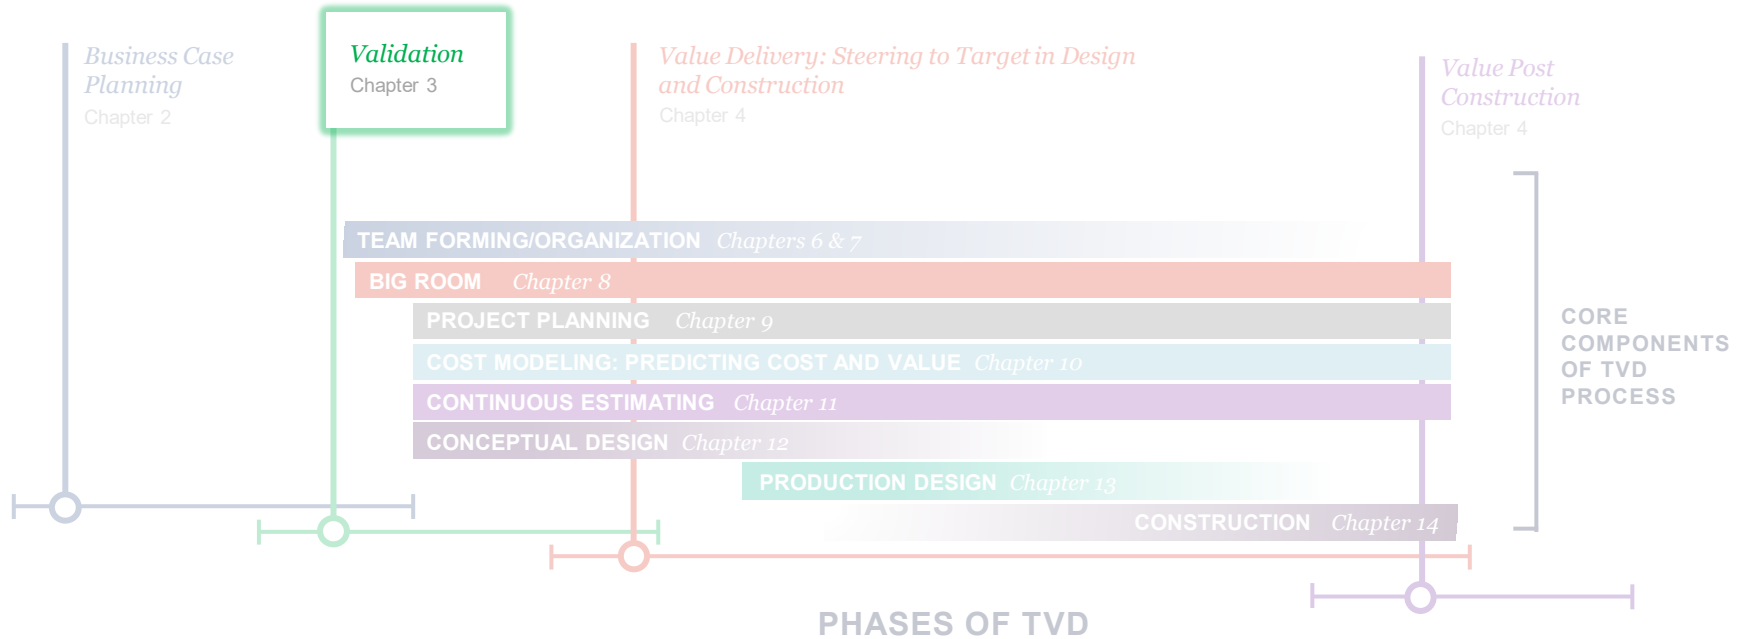 Business Case
Planning
Chapter 2
Validation
Chapter 3
Value Delivery: Steering to Target in Design
and Construction
Chapter 4
Value Post
Construction
Chapter 4
TEAM FORMING/ORGANIZATION Chapters 6 & 7
BIG ROOM Chapter 8
PROJECT PLANNING Chapter 9
COST MODELING: PREDICTING COST AND VALUE Chapter 10
CONTINUOUS ESTIMATING Chapter 11
CONCEPTUAL DESIGN Chapter 12
PRODUCTION DESIGN Chapter 13
CONSTRUCTION Chapter 14
CORE
COMPONENTS
OF TVD
PROCESS
PHASES OF TVD